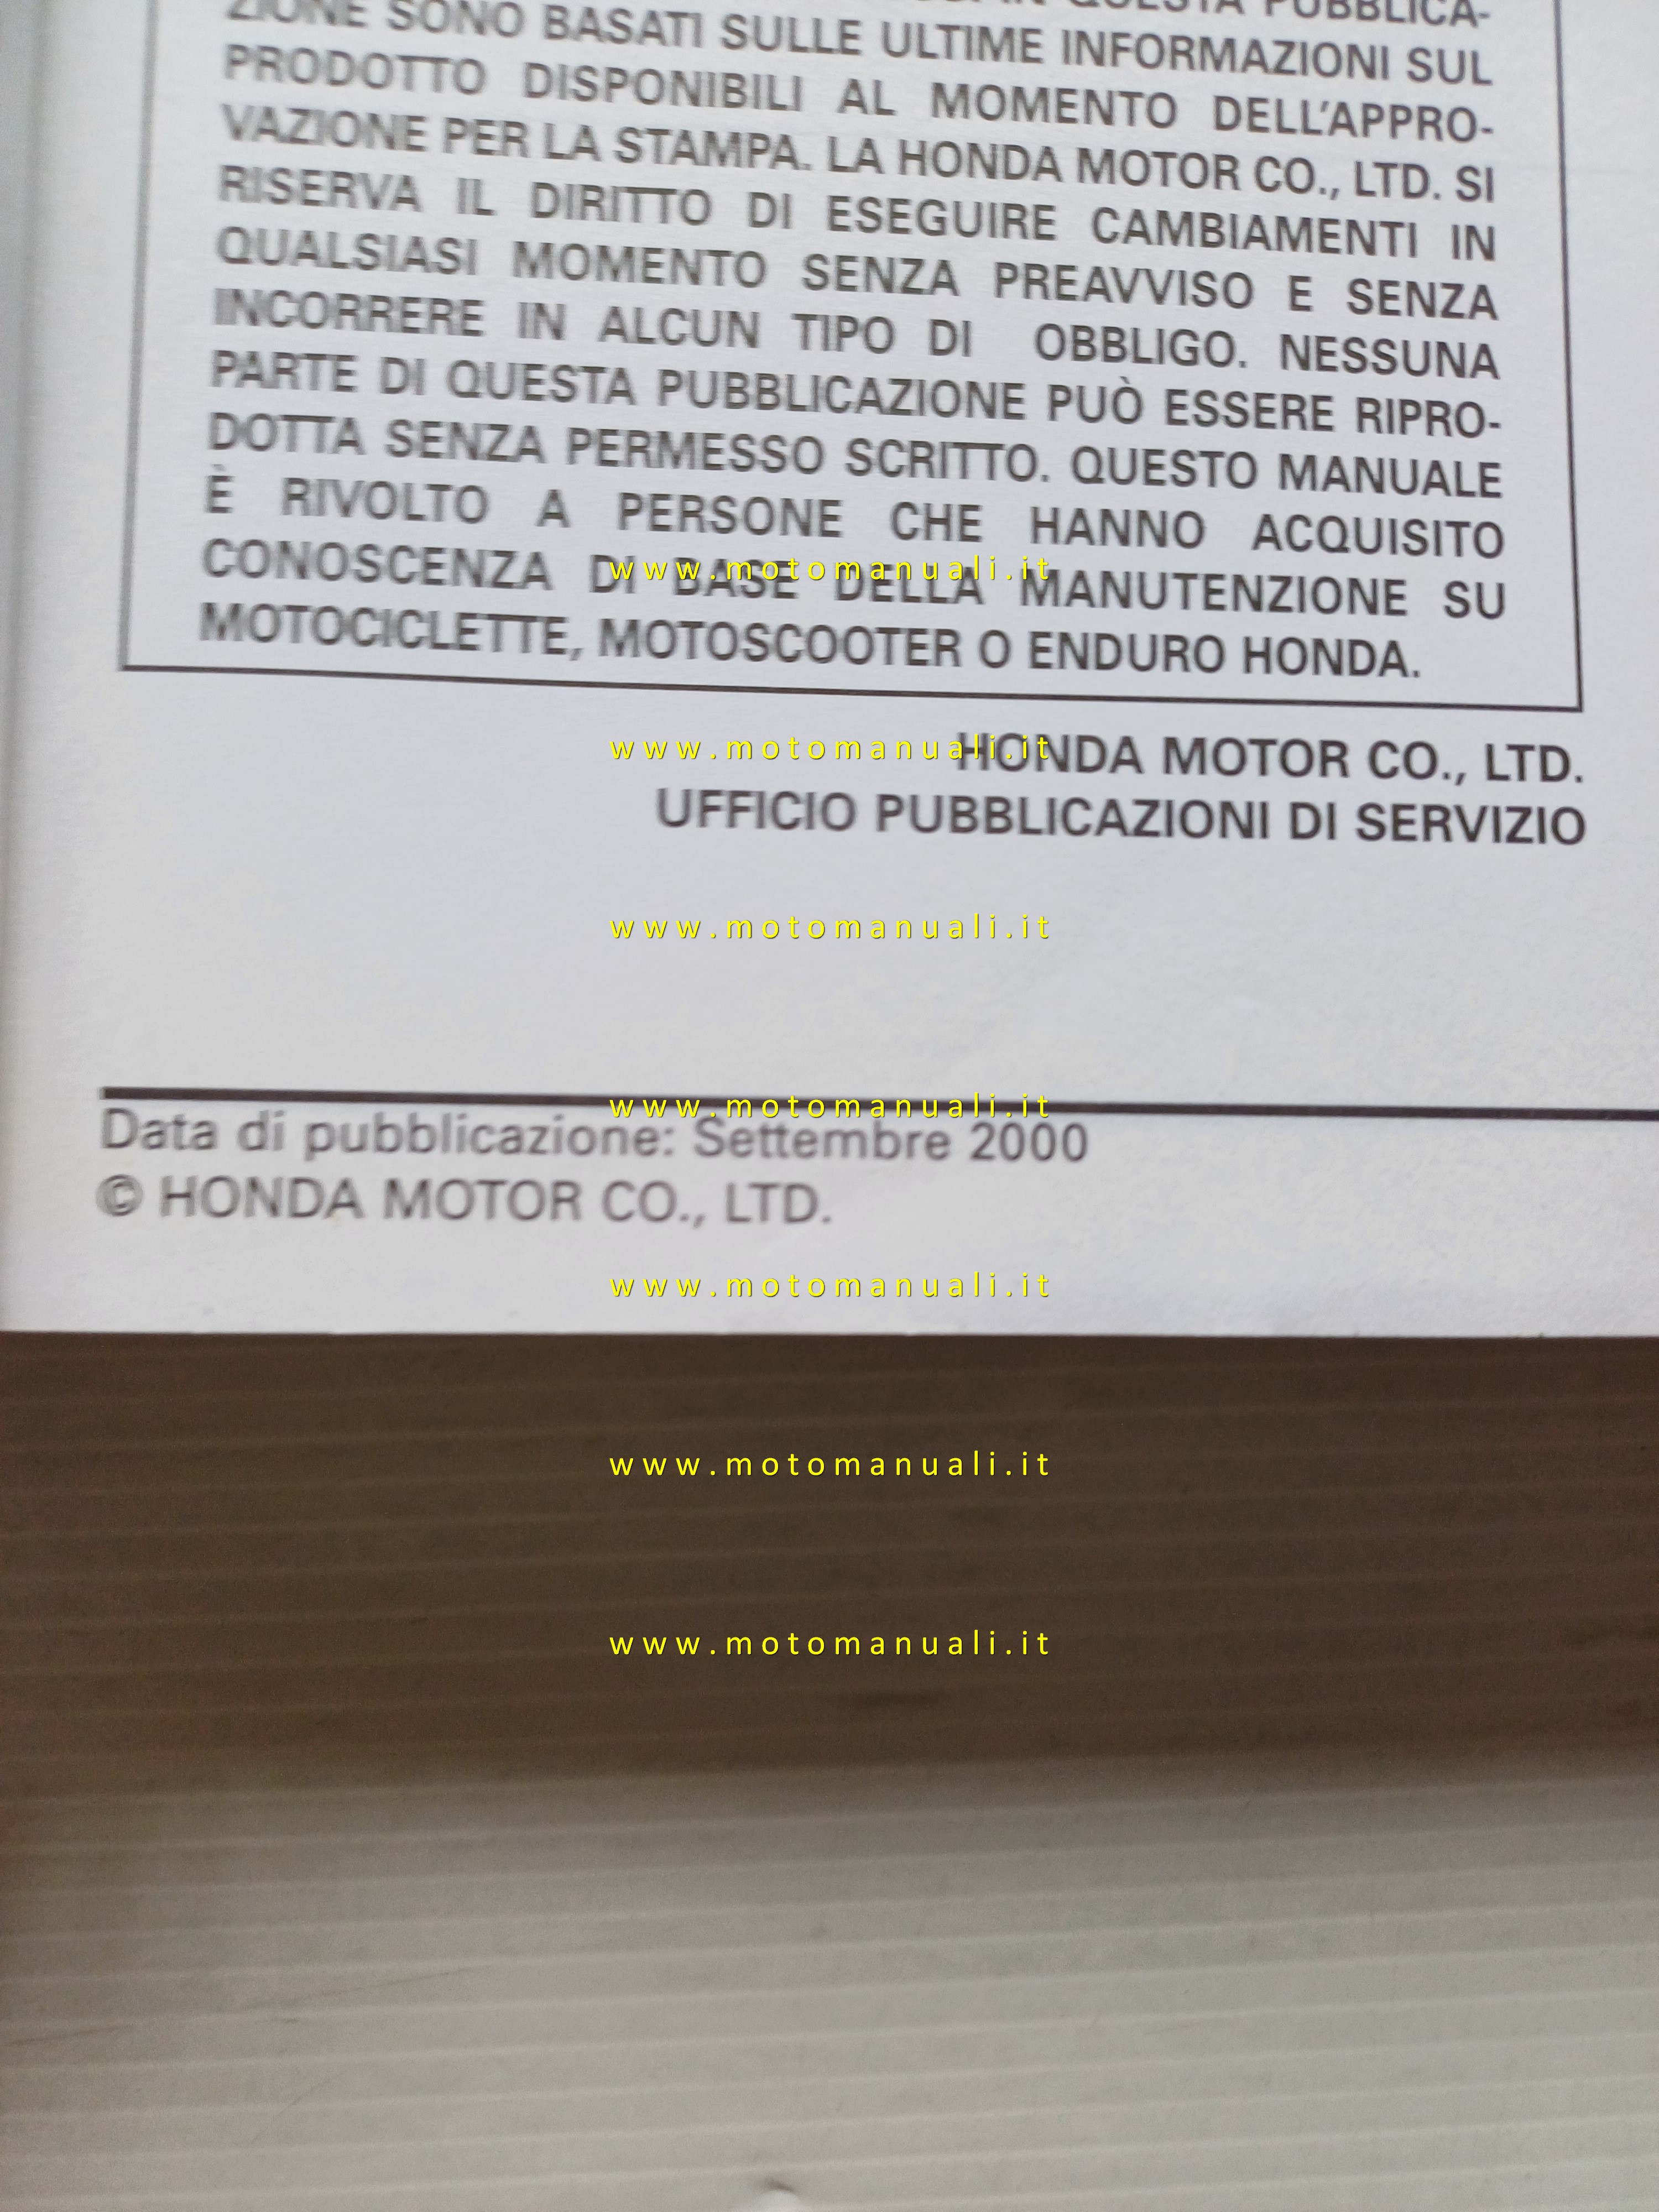 IN QUESTA PUBBLICA-
ZIONE SONO BASATI SULLE ULTIME INFORMAZIONI SUL
PRODOTTO DISPONIBILI AL MOMENTO DELL'APPRO-
VAZIONE PER LA STAMPA. LA HONDA MOTOR CO., LTD. SI
RISERVA IL DIRITTO DI ESEGUIRE CAMBIAMENTI IN
QUALSIASI MOMENTO SENZA PREAVVISO E SENZA
INCORRERE IN ALCUN TIPO DI OBBLIGO. NESSUNA
PARTE DI QUESTA PUBBLICAZIONE PUÒ ESSERE RIPRO-
DOTTA SENZA PERMESSO SCRITTO. QUESTO MANUALE
È RIVOLTO A PERSONE CHE HANNO ACQUISITO
CONOSCENZA DI BASE DELLA MANUTENZIONE SU
www.motomanuali.it
MOTOCICLETTE, MOTOSCOOTER O ENDURO HONDA.
www.motomanuali.it
HONDA MOTOR CO., LTD.
UFFICIO PUBBLICAZIONI DI SERVIZIO
www.motomanuali.it
www.motomanuali.it
Data di pubblicazione: Settembre 2000
© HONDA MOTOR CO., LTD.
www.motomanuali.it
www.motomanuali.it
www.motomanuali.it